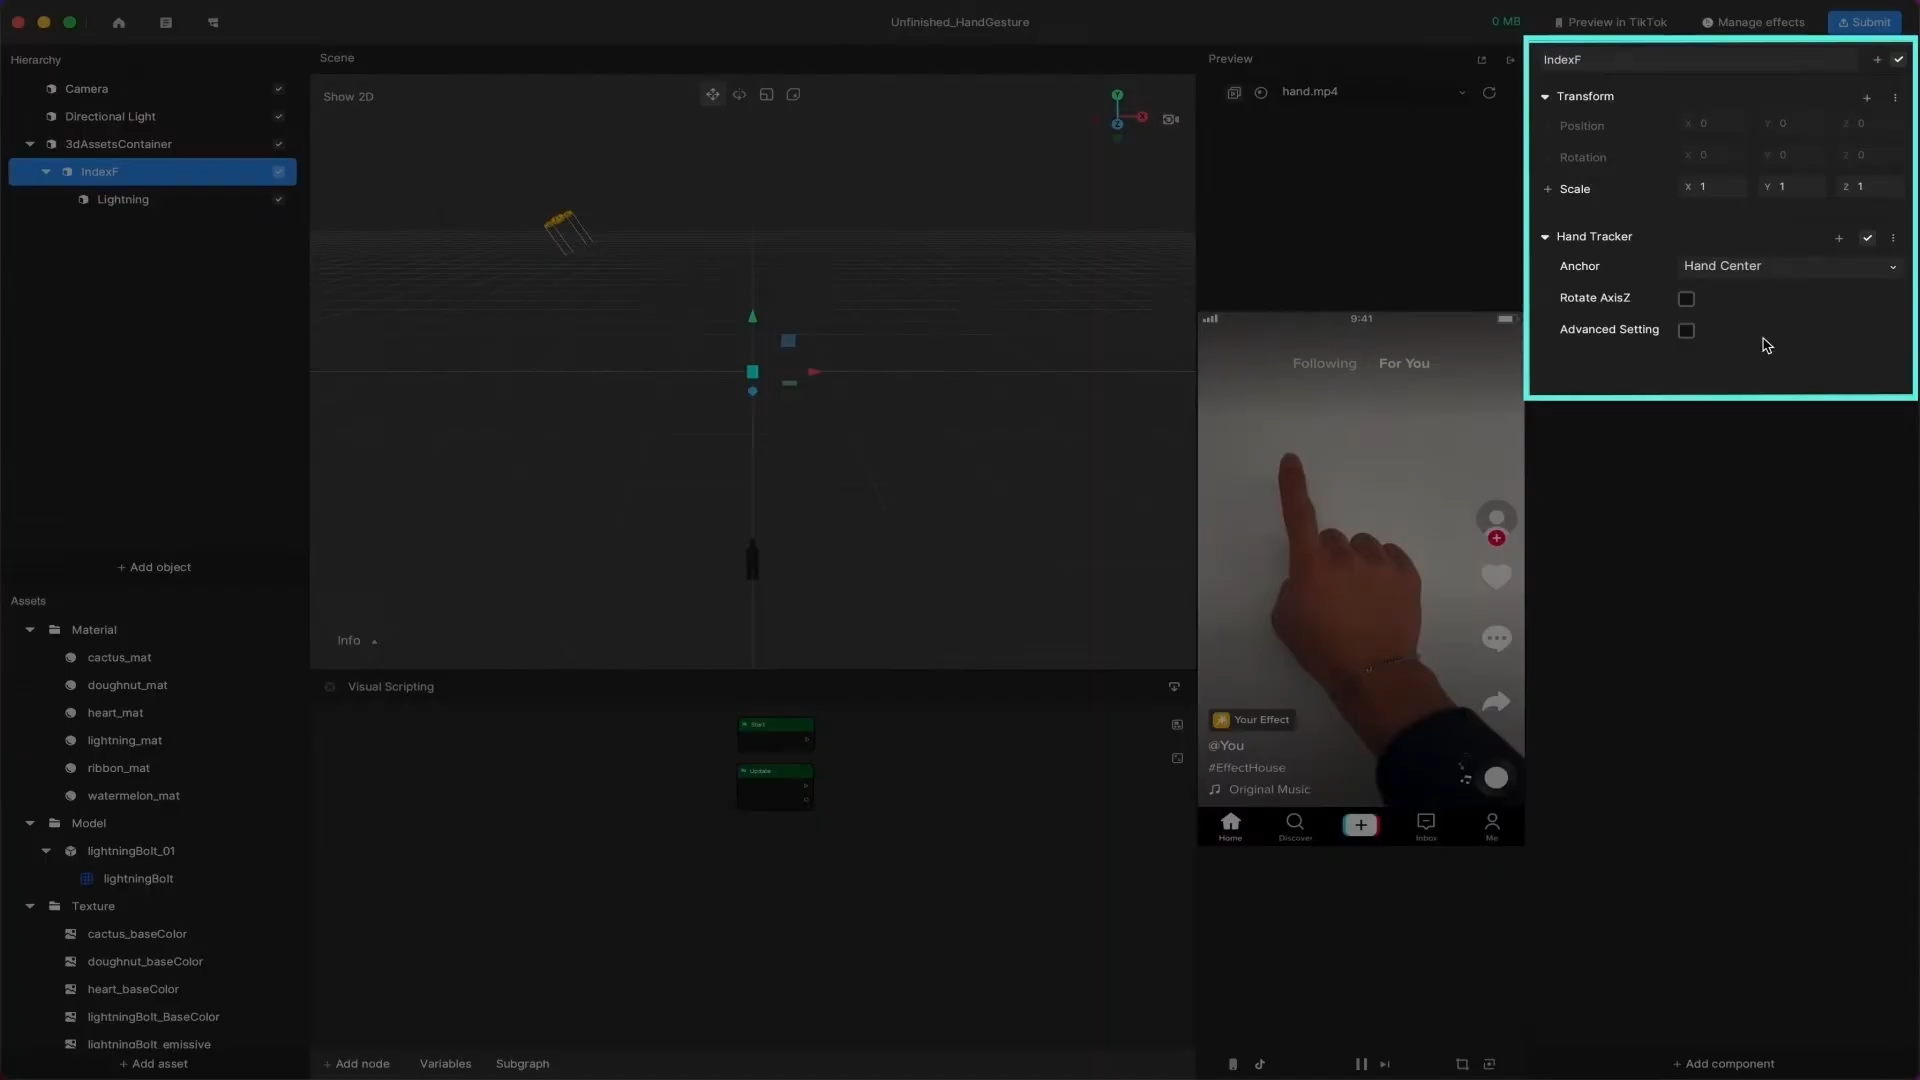 Unfinished_HandGesture
0 MB
Preview in TikTok
Manage effects
Submit
Hierarchy
Camera
Directional Light
3dAssetsContainer
IndexF
Lightning
+ Add object
Assets
Material
cactus_mat
doughnut_mat
heart_mat
lightning_mat
ribbon_mat
watermelon_mat
Model
lightningBolt_01
lightningBolt
Texture
cactus_baseColor
doughnut_baseColor
heart_baseColor
lightningBolt_BaseColor
lightningBolt_emissive
+ Add asset
Scene
Show 2D
Y
X
Z
Info
Visual Scripting
Start
Update
+ Add node
Variables
Subgraph
Preview
hand.mp4
9:41
Following
For You
Your Effect
@You
#EffectHouse
Original Music
Home
Discover
Inbox
Me
IndexF
Transform
Position X 0 Y 0 Z 0
Rotation X 0 Y 0 Z 0
+ Scale X 1 Y 1 Z 1
Hand Tracker
Anchor Hand Center
Rotate AxisZ
Advanced Setting
+ Add component